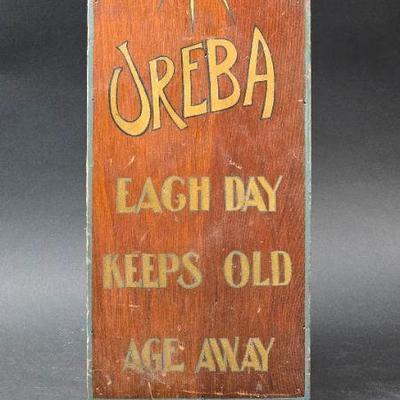 UREBA
EACH DAY
KEEPS OLD
AGE AWAY